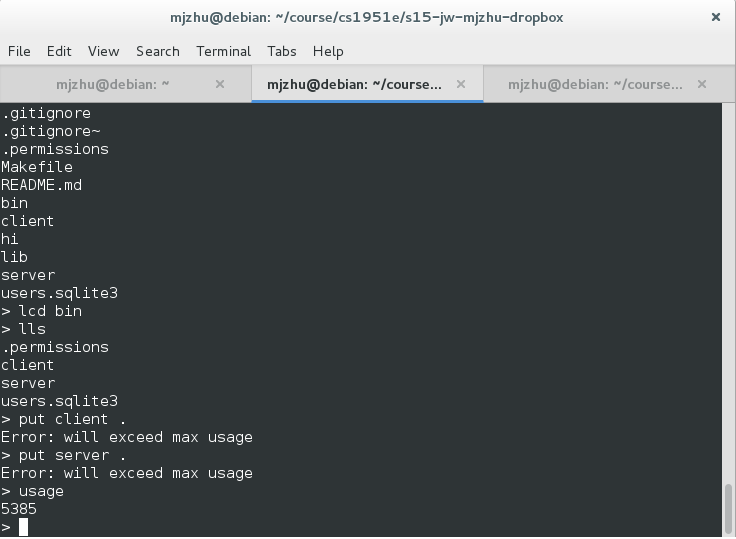 mjzhu@debian: ~/course/cs1951e/s15-jw-mjzhu-dropbox
File Edit View Search Terminal Tabs Help
mjzhu@debian: ~ mjzhu@debian: ~/course... mjzhu@debian: ~/course...
.gitignore
.gitignore~
.permissions
Makefile
README.md
bin
client
hi
lib
server
users.sqlite3
> lcd bin
> lls
.permissions
client
server
users.sqlite3
> put client .
Error: will exceed max usage
> put server .
Error: will exceed max usage
> usage
5385
>